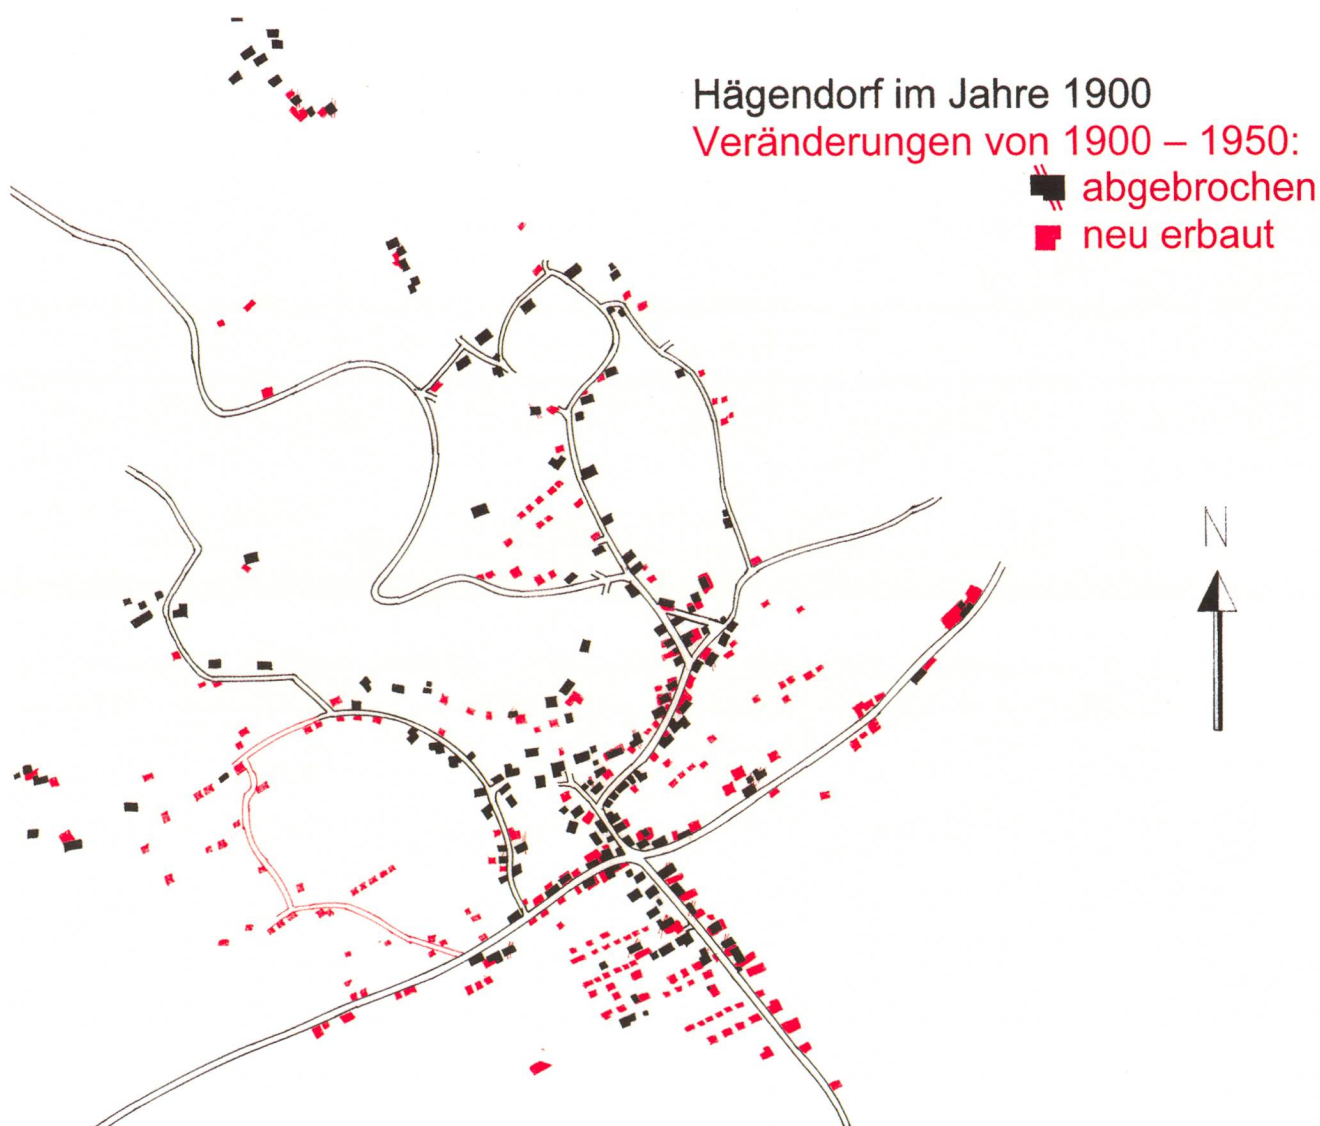 Hägendorf im Jahre 1900
Veränderungen von 1900 – 1950:
abgebrochen
neu erbaut
N